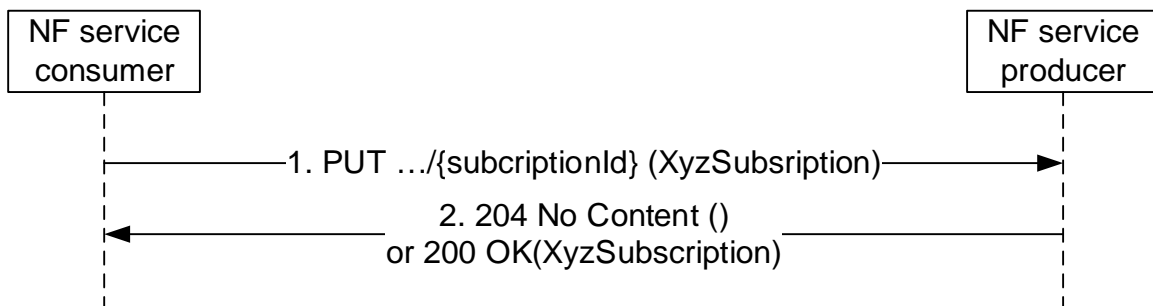 NF service
consumer
NF service
producer
1. PUT …/{subcriptionId} (XyzSubsription)
2. 204 No Content ()
or 200 OK(XyzSubscription)